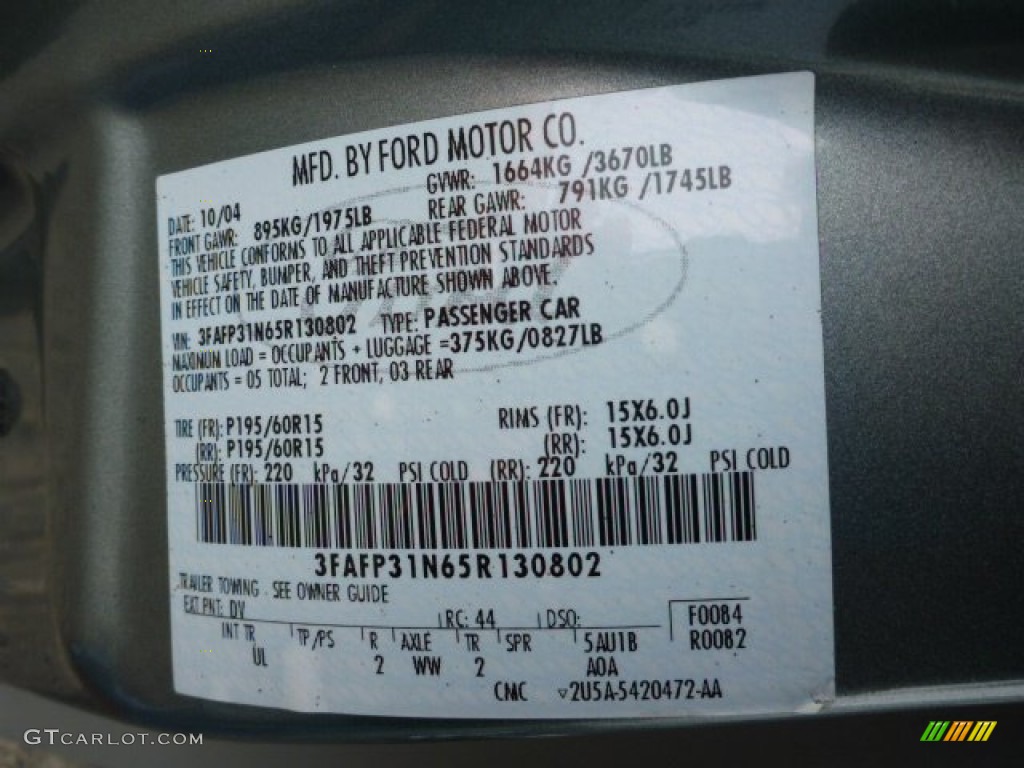 MFD. BY FORD MOTOR CO.
DATE: 10/04 GVWR: 1664KG /3670LB
FRONT GAWR: 895KG/1975LB REAR GAWR: 791KG /1745LB
THIS VEHICLE CONFORMS TO ALL APPLICABLE FEDERAL MOTOR
VEHICLE SAFETY, BUMPER, AND THEFT PREVENTION STANDARDS
IN EFFECT ON THE DATE OF MANUFACTURE SHOWN ABOVE.
VIN: 3FAFP31N65R130802 TYPE: PASSENGER CAR
MAXIMUM LOAD = OCCUPANTS + LUGGAGE =375KG/0827LB
OCCUPANTS = 05 TOTAL; 2 FRONT, 03 REAR
TIRE (FR): P195/60R15 RIMS (FR): 15X6.0J
(RR): P195/60R15 (RR): 15X6.0J
PRESSURE (FR): 220 kPa/32 PSI COLD (RR): 220 kPa/32 PSI COLD
3FAFP31N65R130802
TRAILER TOWING - SEE OWNER GUIDE
EXT PNT: DV RC: 44 DSO: F0084
R0082
INT TR TP/PS R AXLE TR SPR 5AU1B
UL 2 WW 2 A0A
CMC ▽2U5A-5420472-AA
GTCARLOT.COM